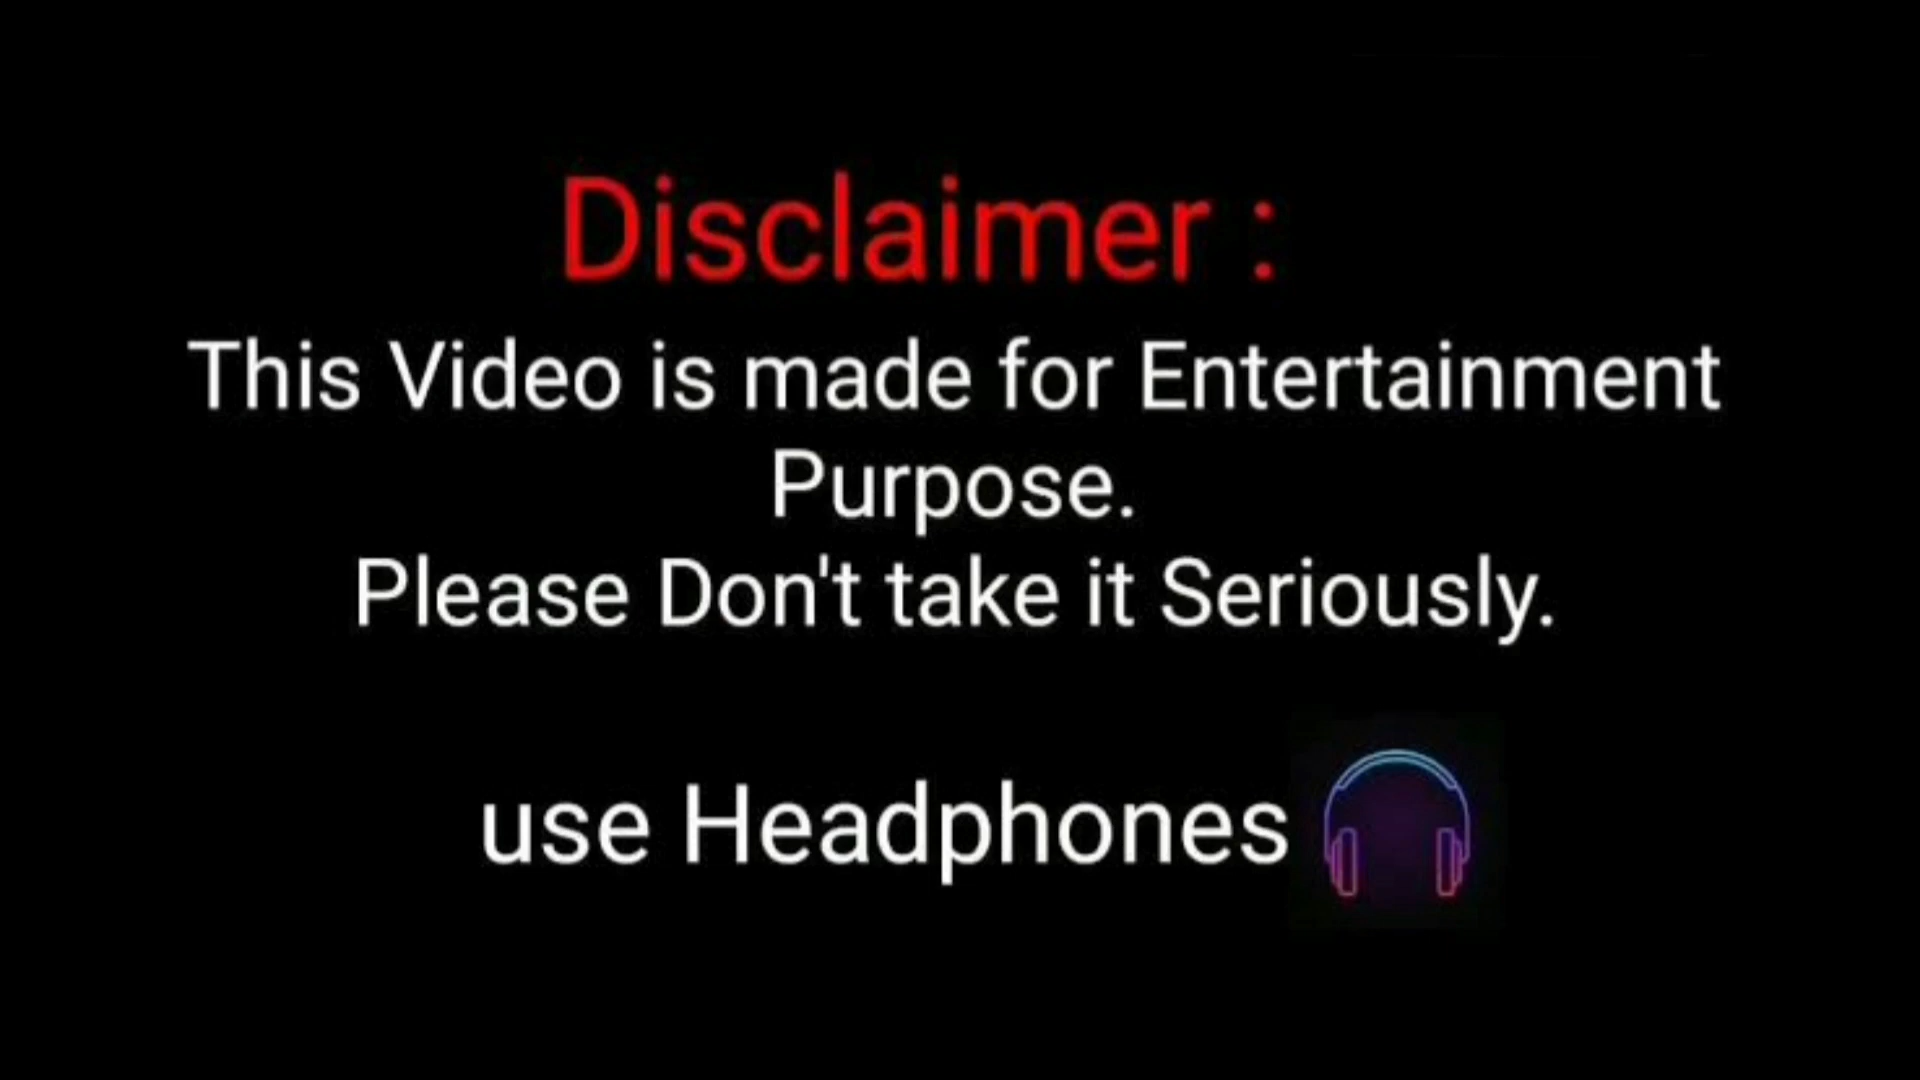 Disclaimer :
This Video is made for Entertainment
Purpose.
Please Don't take it Seriously.
use Headphones